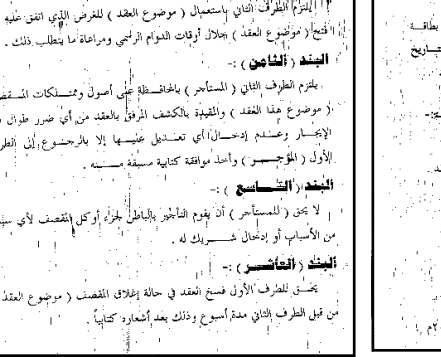 يلتزم الطرف الثاني باستعمال ( موضوع العقد ) للغرض الذي اتفق عليه
( موضوع العقد ) خلال أوقات الدوام الرسمي ومراعاة ما يتطلب ذلك .
البند ( الثامن ) :-
يلتزم الطرف الثاني ( المستأجر ) بالمحافظة على أصول وممتلكات
( موضوع هذا العقد ) والمقيدة بالكشف المرفق بالعقد من أي ضرر طوال
الإيجار وعدم إدخال أي تعديل عليها إلا بالرجوع إلى
الأول ( المؤجر ) وأخذ موافقة كتابية مسبقة منه .
البند ( التاسع ) :-
لا يحق ( للمستأجر ) أن يقوم التأجير بالباطن لجزء أو كل المقصف لأي
من الأسباب أو إدخال شريك له .
البند ( العاشر ) :-
يحق للطرف الأول فسخ العقد في حالة إغلاق المقصف ( موضوع العقد
من قبل الطرف الثاني مدة أسبوع وذلك بعد أشعاره كتابياً .
بطاقة